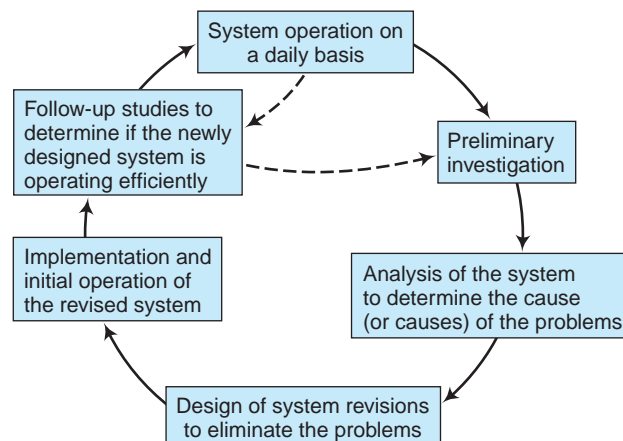 System operation on
a daily basis
Follow-up studies to
determine if the newly
designed system is
operating efficiently
Preliminary
investigation
Implementation and
initial operation of
the revised system
Analysis of the system
to determine the cause
(or causes) of the problems
Design of system revisions
to eliminate the problems